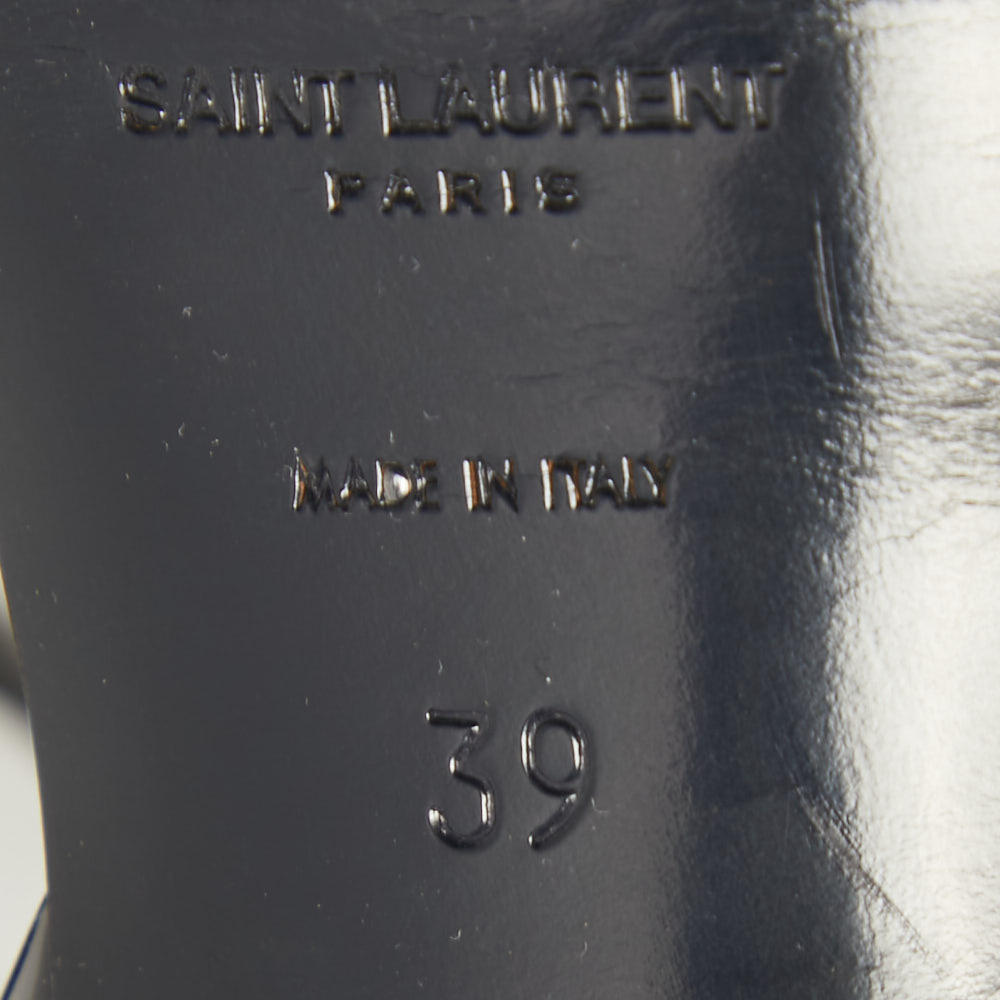 SAINT LAURENT
PARIS
MADE IN ITALY
39